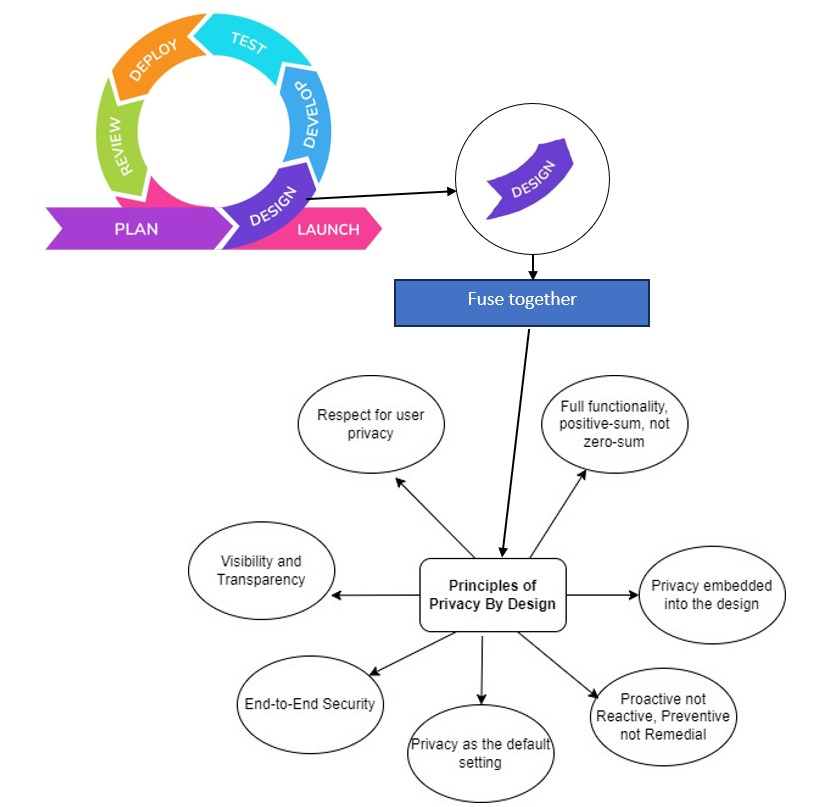 DEPLOY
TEST
DEVELOP
REVIEW
DESIGN
PLAN
LAUNCH
DESIGN
Fuse together
Respect for user
privacy
Full functionality,
positive-sum, not
zero-sum
Visibility and
Transparency
Principles of
Privacy By Design
Privacy embedded
into the design
End-to-End Security
Privacy as the default
setting
Proactive not
Reactive, Preventive
not Remedial